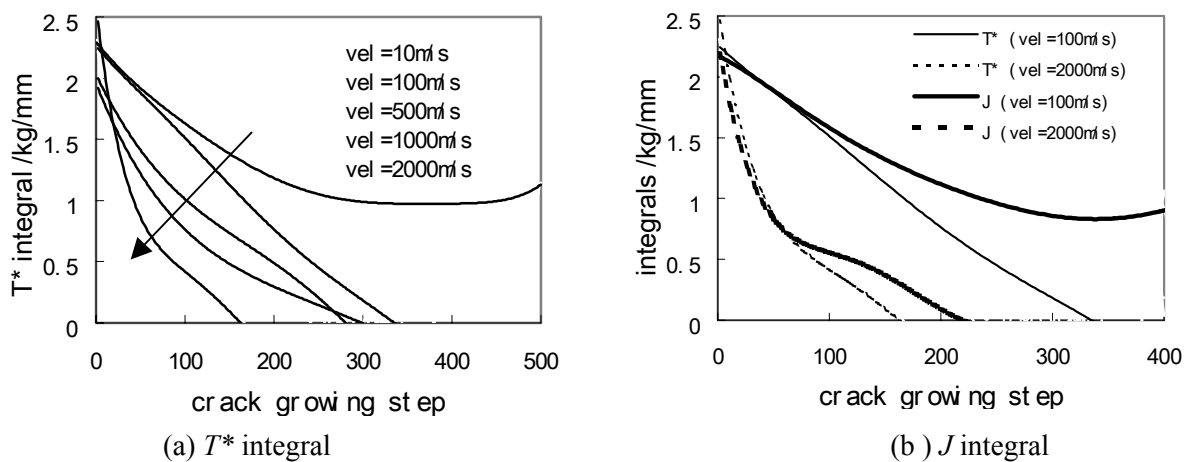 2.5
2
1.5
1
0.5
0
T* integral /kg/mm
vel =10m/s
vel =100m/s
vel =500m/s
vel =1000m/s
vel =2000m/s
0 100 200 300 400 500
crack growing step
(a) T* integral
2.5
2
1.5
1
0.5
0
integrals /kg/mm
T* ( vel =100m/s)
T* ( vel =2000m/s)
J ( vel =100m/s)
J ( vel =2000m/s)
0 100 200 300 400
crack growing step
(b ) J integral